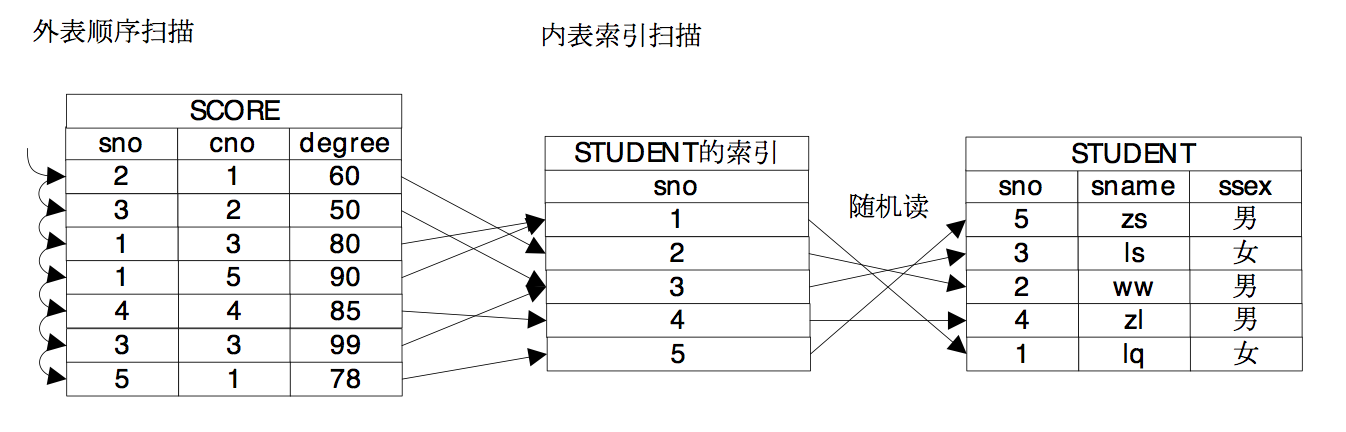 外表顺序扫描
内表索引扫描
SCORE
sno cno degree
2 1 60
3 2 50
1 3 80
1 5 90
4 4 85
3 3 99
5 1 78
STUDENT的索引
sno
1
2
3
4
5
随机读
STUDENT
sno sname ssex
5 zs 男
3 ls 女
2 ww 男
4 zl 男
1 lq 女